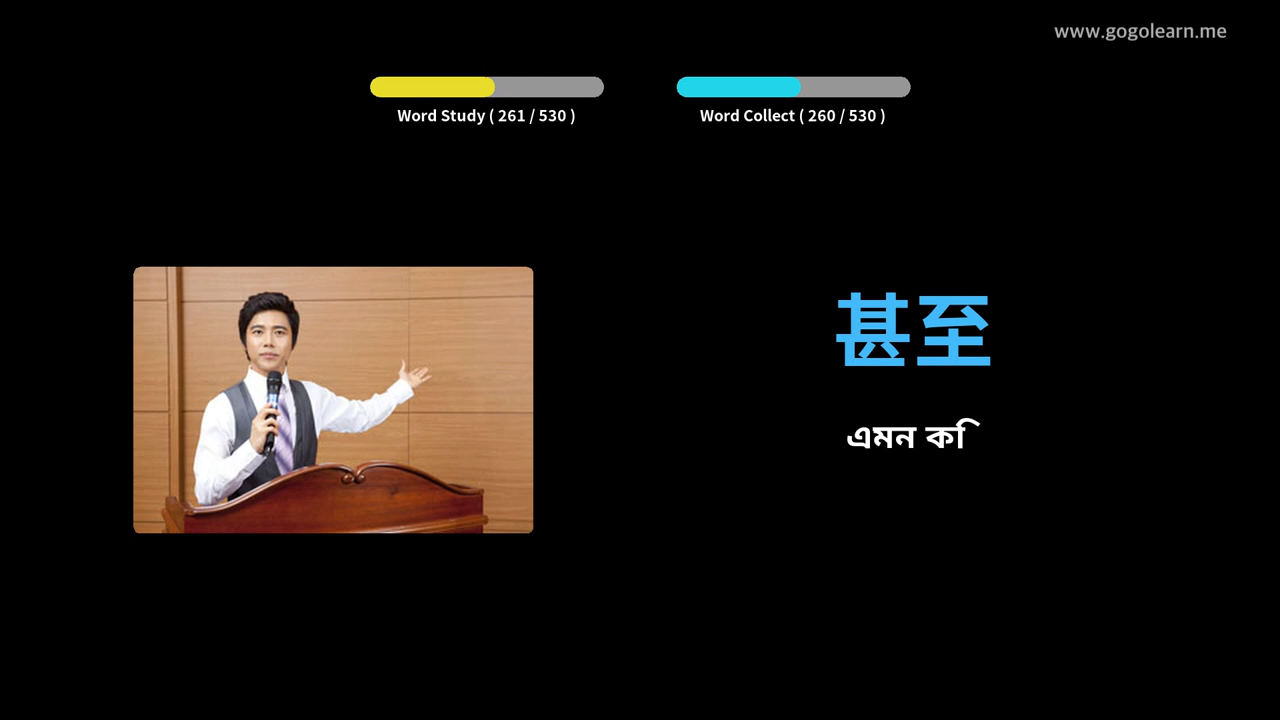 www.gogolearn.me
Word Study ( 261 / 530 )
Word Collect ( 260 / 530 )
甚至
এমন কি